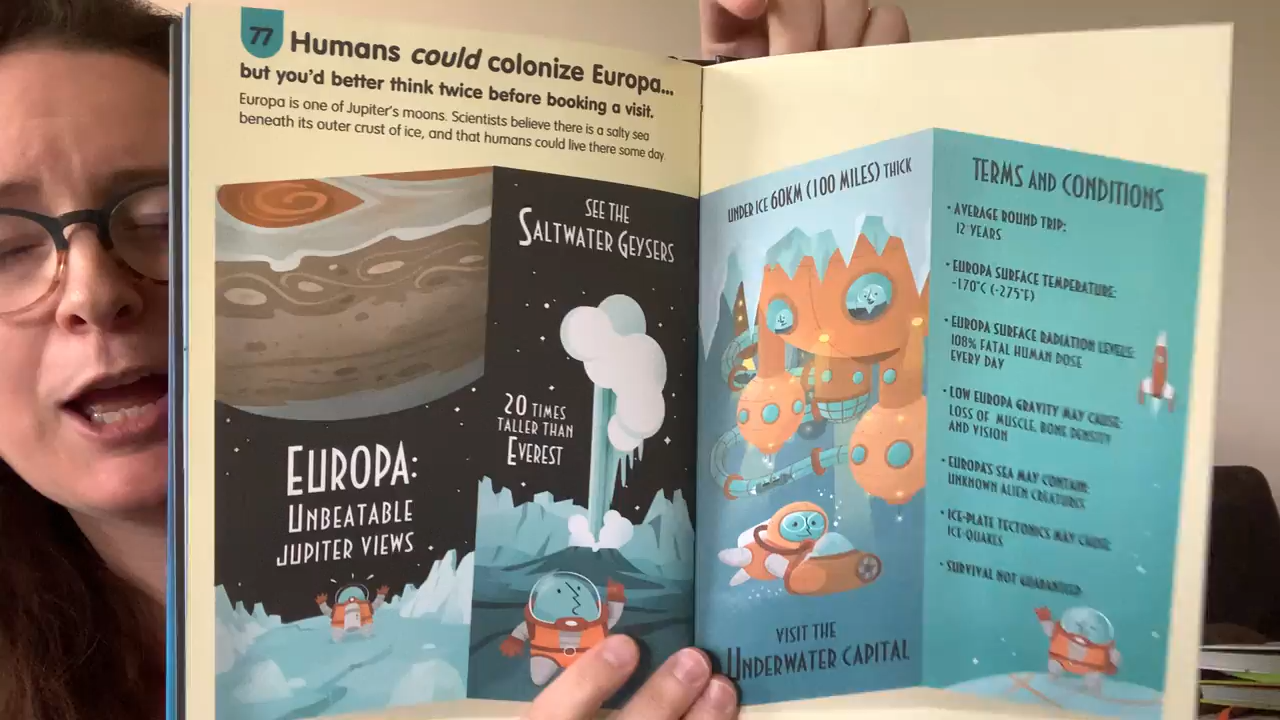 77
Humans could colonize Europa...
but you'd better think twice before booking a visit.
Europa is one of Jupiter's moons. Scientists believe there is a salty sea
beneath its outer crust of ice, and that humans could live there some day.
EUROPA:
UNBEATABLE
JUPITER VIEWS
SEE THE
SALTWATER GEYSERS
20 TIMES
TALLER THAN
EVEREST
UNDER ICE 60KM (100 MILES) THICK
VISIT THE
UNDERWATER CAPITAL
TERMS AND CONDITIONS
• AVERAGE ROUND TRIP:
12 YEARS
• EUROPA SURFACE TEMPERATURE:
-170°C (-275°F)
• EUROPA SURFACE RADIATION LEVELS:
108% FATAL HUMAN DOSE
EVERY DAY
• LOW EUROPA GRAVITY MAY CAUSE:
LOSS OF MUSCLE, BONE DENSITY
AND VISION
• EUROPA'S SEA MAY CONTAIN:
UNKNOWN ALIEN CREATURES
• ICE-PLATE TECTONICS MAY CAUSE:
ICE-QUAKES
• SURVIVAL NOT GUARANTEED